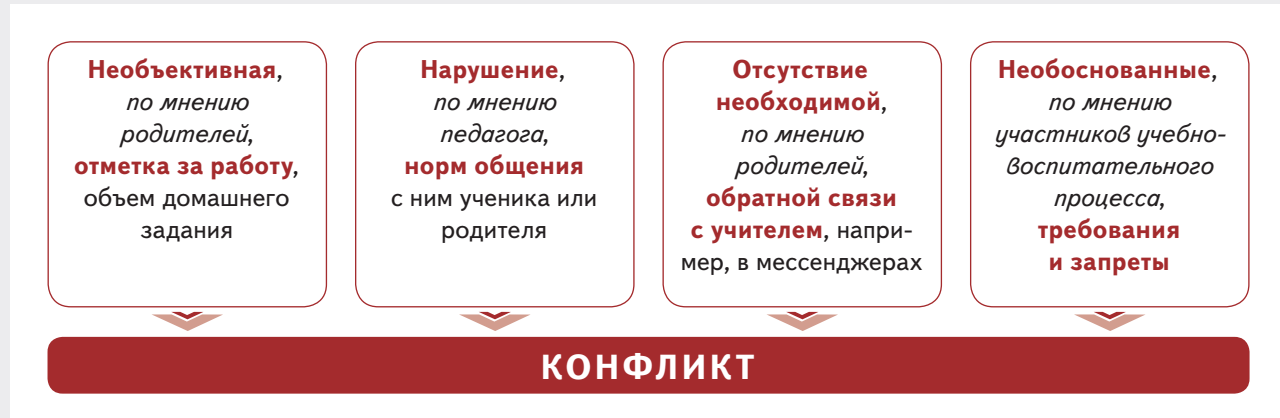 Необъективная,
по мнению
родителей,
отметка за работу,
объем домашнего
задания
Нарушение,
по мнению
педагога,
норм общения
с ним ученика или
родителя
Отсутствие
необходимой,
по мнению
родителей,
обратной связи
с учителем, напри-
мер, в мессенджерах
Необоснованные,
по мнению
участников учебно-
воспитательного
процесса,
требования
и запреты
КОНФЛИКТ